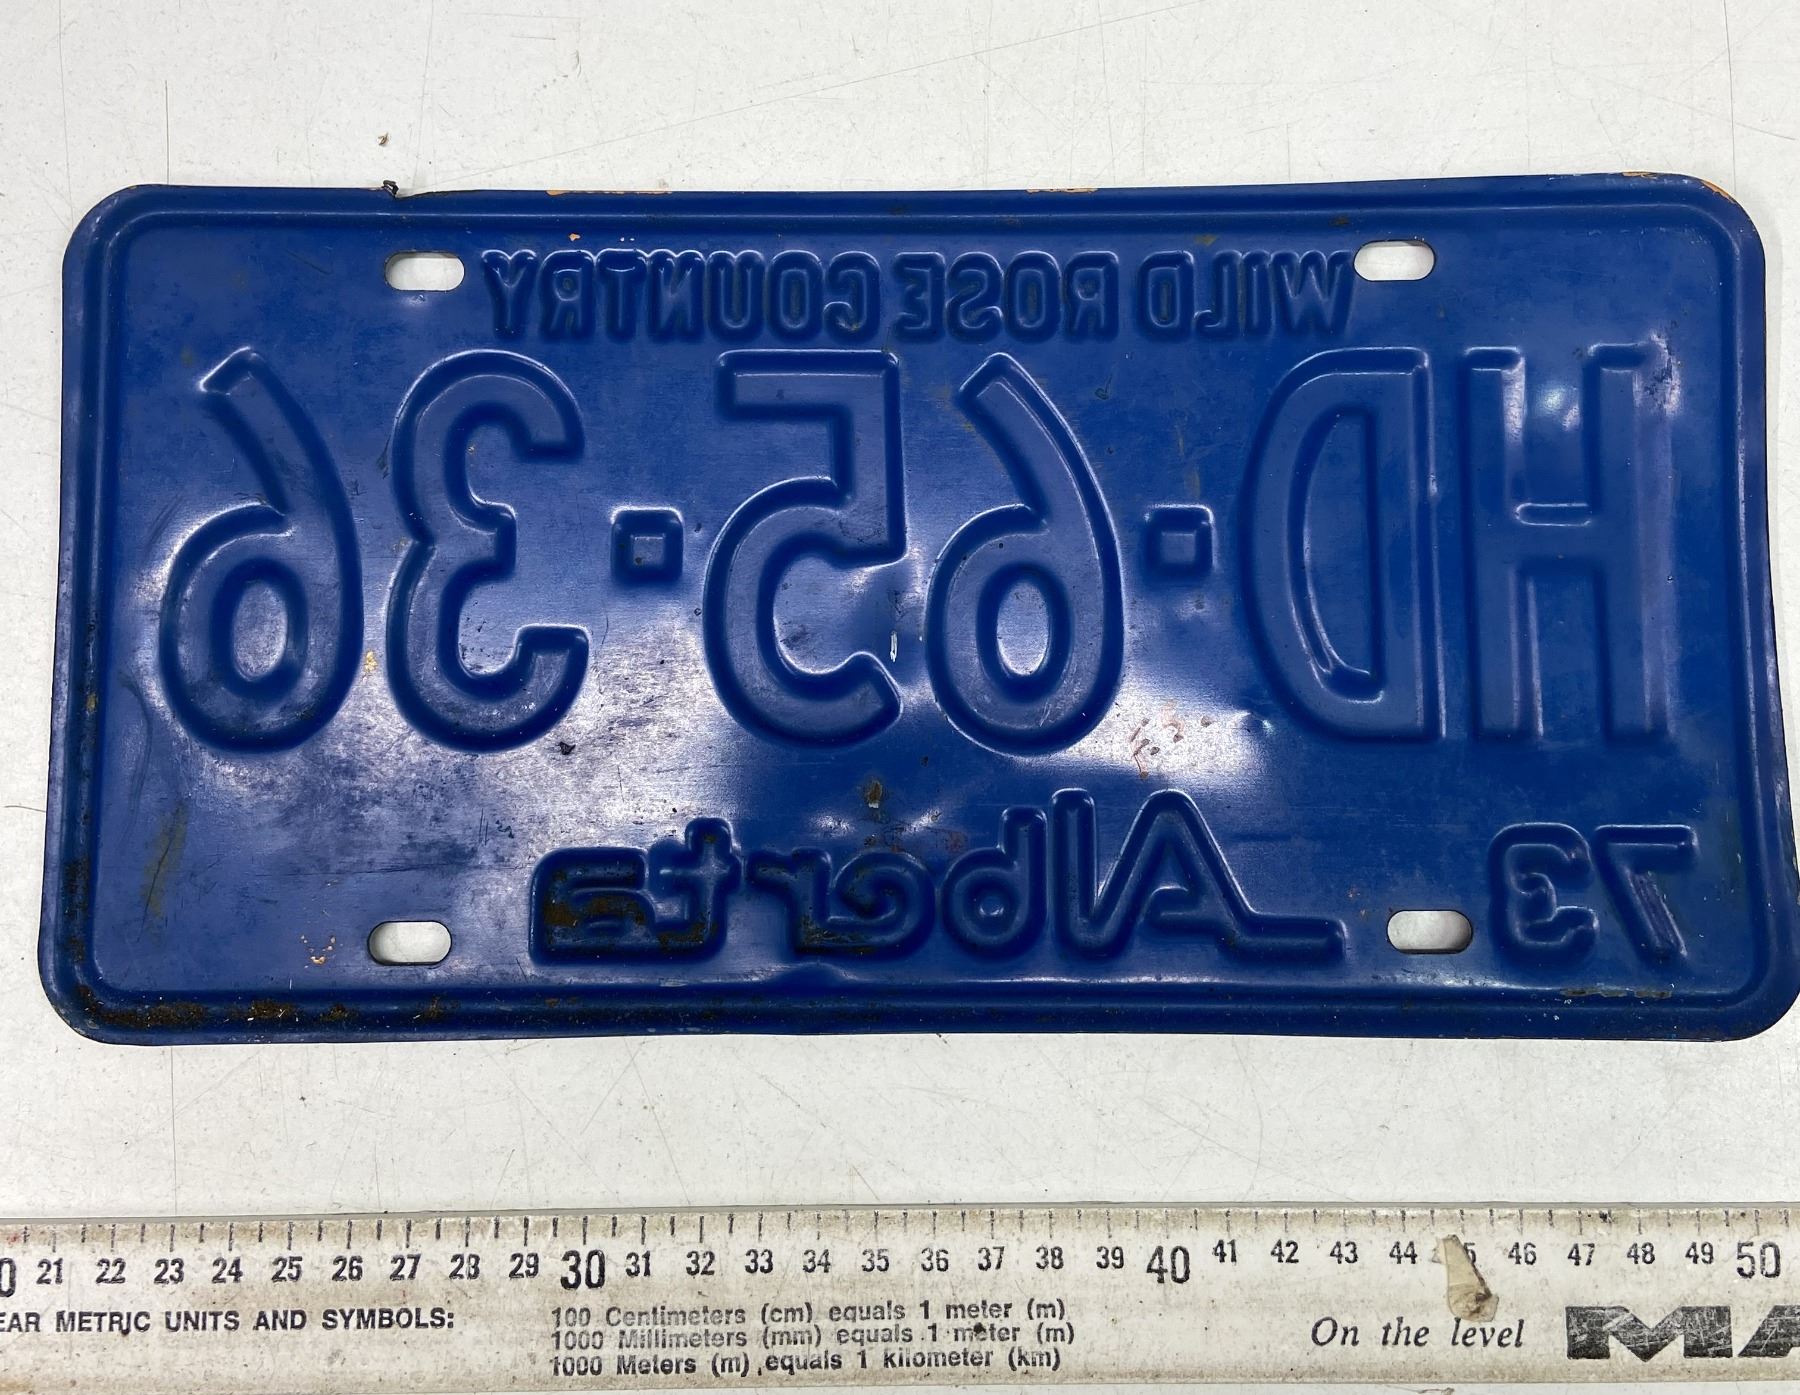 WILD ROSE COUNTRY
HD·65·36
73 Alberta
21 22 23 24 25 26 27 28 29 30 31 32 33 34 35 36 37 38 39 40 41 42 43 44 46 47 48 49 50
METRIC UNITS AND SYMBOLS:
100 Centimeters (cm) equals 1 meter (m)
1000 Millimeters (mm) equals 1 meter (m)
1000 Meters (m) equals 1 kilometer (km)
On the level